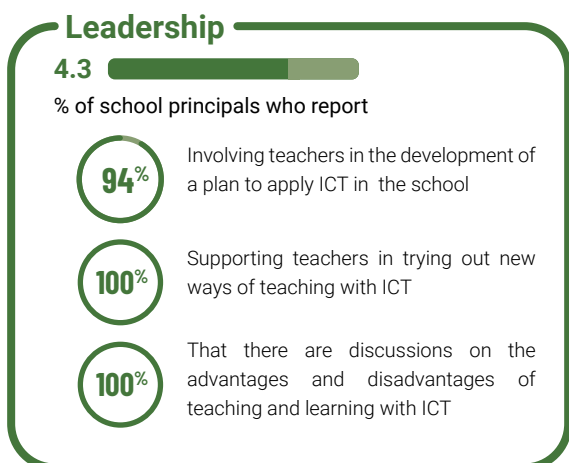 Leadership
4.3
% of school principals who report
94%
Involving teachers in the development of
a plan to apply ICT in the school
100%
Supporting teachers in trying out new
ways of teaching with ICT
100%
That there are discussions on the
advantages and disadvantages of
teaching and learning with ICT